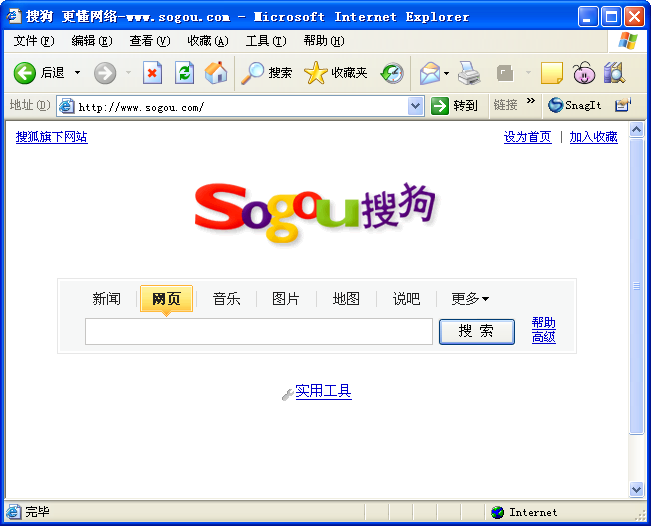 搜狗 更懂网络-www.sogou.com - Microsoft Internet Explorer
文件(F) 编辑(E) 查看(V) 收藏(A) 工具(T) 帮助(H)
后退 搜索 收藏夹
地址(D) http://www.sogou.com/ 转到 链接 » SnagIt
搜狐旗下网站 设为首页 | 加入收藏
Sogou搜狗
新闻 网页 音乐 图片 地图 说吧 更多
搜 索 帮助
高级
实用工具
完毕 Internet